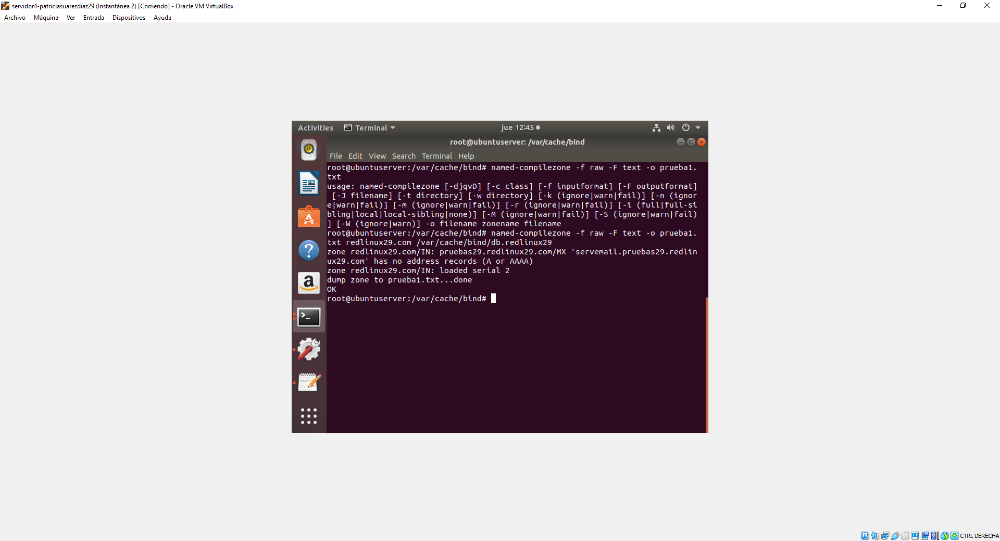 servidor4-patriciasuarezdiaz29 (Instantánea 2) [Corriendo] - Oracle VM VirtualBox
Archivo Máquina Ver Entrada Dispositivos Ayuda
Activities Terminal jue 12:45
root@ubuntuserver: /var/cache/bind
File Edit View Search Terminal Help
root@ubuntuserver:/var/cache/bind# named-compilezone -f raw -F text -o prueba1.
txt
usage: named-compilezone [-djqvD] [-c class] [-f inputformat] [-F outputformat]
 [-J filename] [-t directory] [-w directory] [-k (ignore|warn|fail)] [-n (ignor
e|warn|fail)] [-m (ignore|warn|fail)] [-r (ignore|warn|fail)] [-i (full|full-si
bling|local|local-sibling|none)] [-M (ignore|warn|fail)] [-S (ignore|warn|fail)
] [-W (ignore|warn)] -o filename zonename filename
root@ubuntuserver:/var/cache/bind# named-compilezone -f raw -F text -o prueba1.
txt redlinux29.com /var/cache/bind/db.redlinux29
zone redlinux29.com/IN: pruebas29.redlinux29.com/MX 'servemail.pruebas29.redlin
ux29.com' has no address records (A or AAAA)
zone redlinux29.com/IN: loaded serial 2
dump zone to prueba1.txt...done
OK
root@ubuntuserver:/var/cache/bind#
CTRL DERECHA